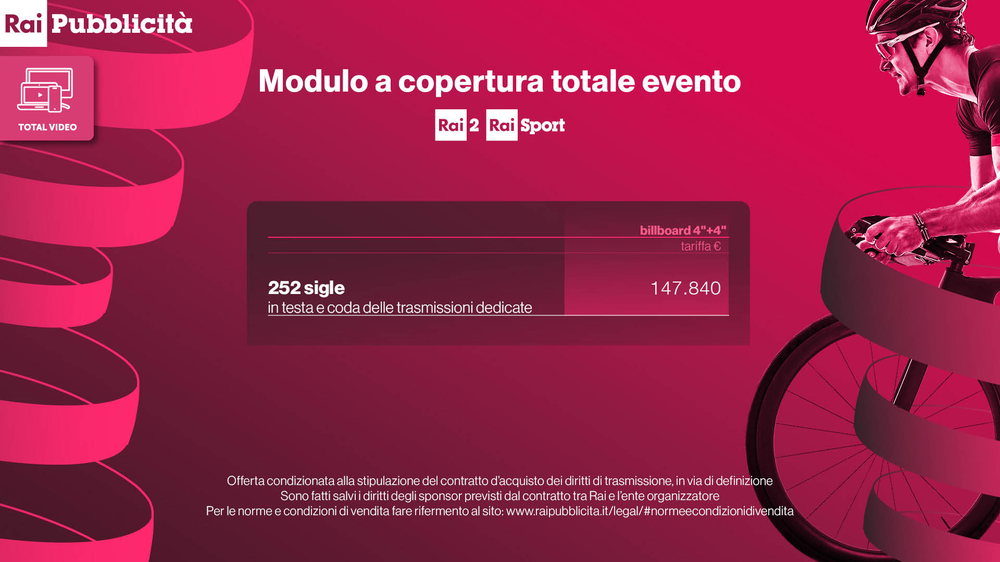 Rai Pubblicità
TOTAL VIDEO
Modulo a copertura totale evento
Rai 2 Rai Sport
billboard 4"+4"
tariffa €
252 sigle
147.840
in testa e coda delle trasmissioni dedicate
Offerta condizionata alla stipulazione del contratto d’acquisto dei diritti di trasmissione, in via di definizione
Sono fatti salvi i diritti degli sponsor previsti dal contratto tra Rai e l’ente organizzatore
Per le norme e condizioni di vendita fare rifermento al sito: www.raipubblicita.it/legal/#normeecondizionidivendita